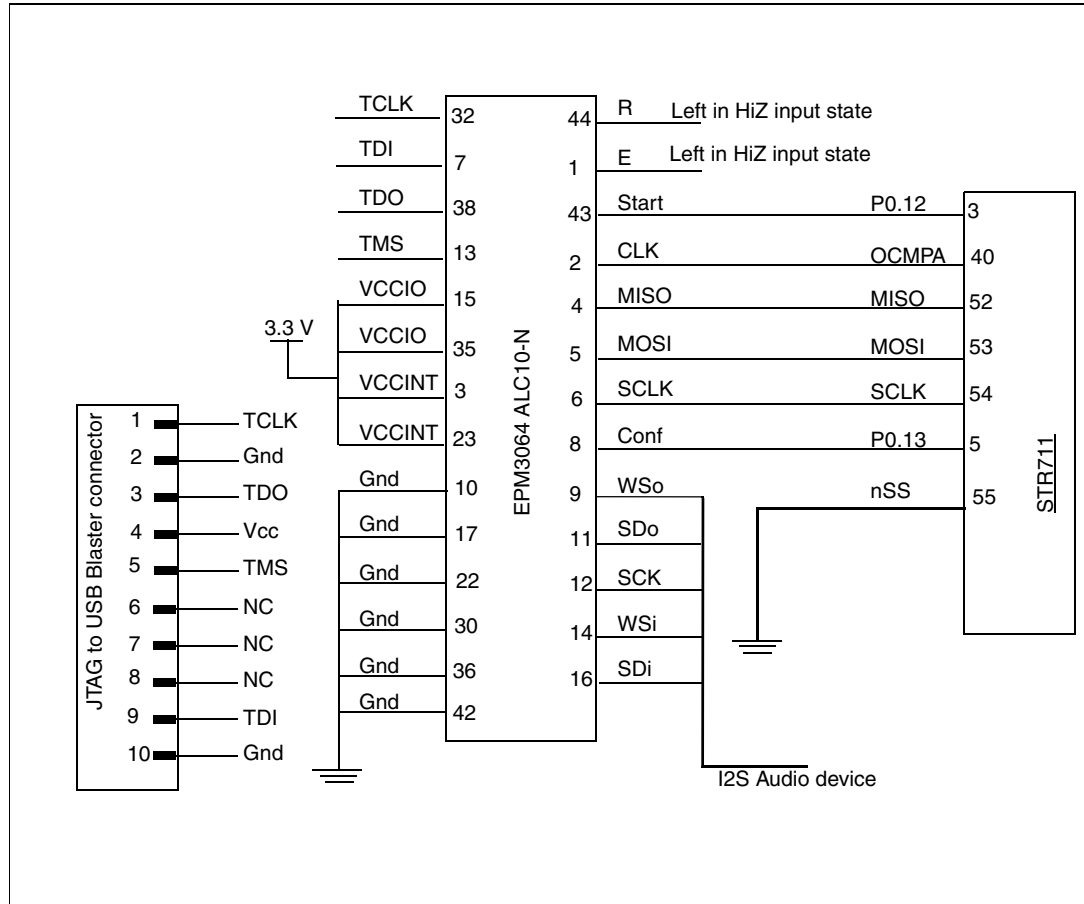 TCLK 32
TDI 7
TDO 38
TMS 13
VCCIO 15
VCCIO 35
VCCINT 3
VCCINT 23
3.3 V
Gnd 10
Gnd 17
Gnd 22
Gnd 30
Gnd 36
Gnd 42
EPM3064 ALC10-N
44 R Left in HiZ input state
1 E Left in HiZ input state
43 Start P0.12 3
2 CLK OCMPA 40
4 MISO MISO 52
5 MOSI MOSI 53
6 SCLK SCLK 54
8 Conf P0.13 5
9 WSo
nSS 55
11 SDo
12 SCK
14 WSi
16 SDi
STR711
I2S Audio device
JTAG to USB Blaster connector
1 TCLK
2 Gnd
3 TDO
4 Vcc
5 TMS
6 NC
7 NC
8 NC
9 TDI
10 Gnd